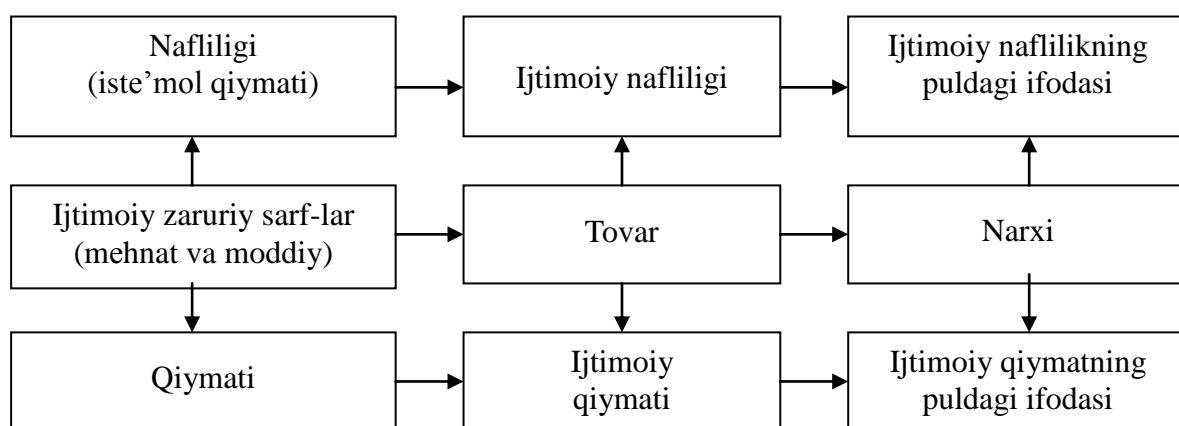 Nafliligi
(iste’mol qiymati)
Ijtimoiy nafliligi
Ijtimoiy naflilikning
puldagi ifodasi
Ijtimoiy zaruriy sarf-lar
(mehnat va moddiy)
Tovar
Narxi
Qiymati
Ijtimoiy
qiymati
Ijtimoiy qiymatning
puldagi ifodasi